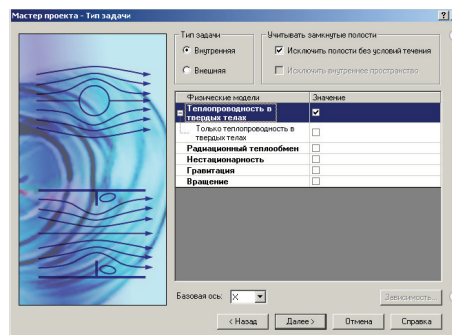 Мастер проекта - Тип задачи
Тип задачи
Внутренняя
Внешняя
Учитывать замкнутые полости
Исключить полости без условий течения
Исключить внутреннее пространство
Физические модели Значение
Теплопроводность в
твердых телах
Только теплопроводность в
твердых телах
Радиационный теплообмен
Нестационарность
Гравитация
Вращение
Базовая ось: X
Зависимость...
< Назад Далее > Отмена Справка